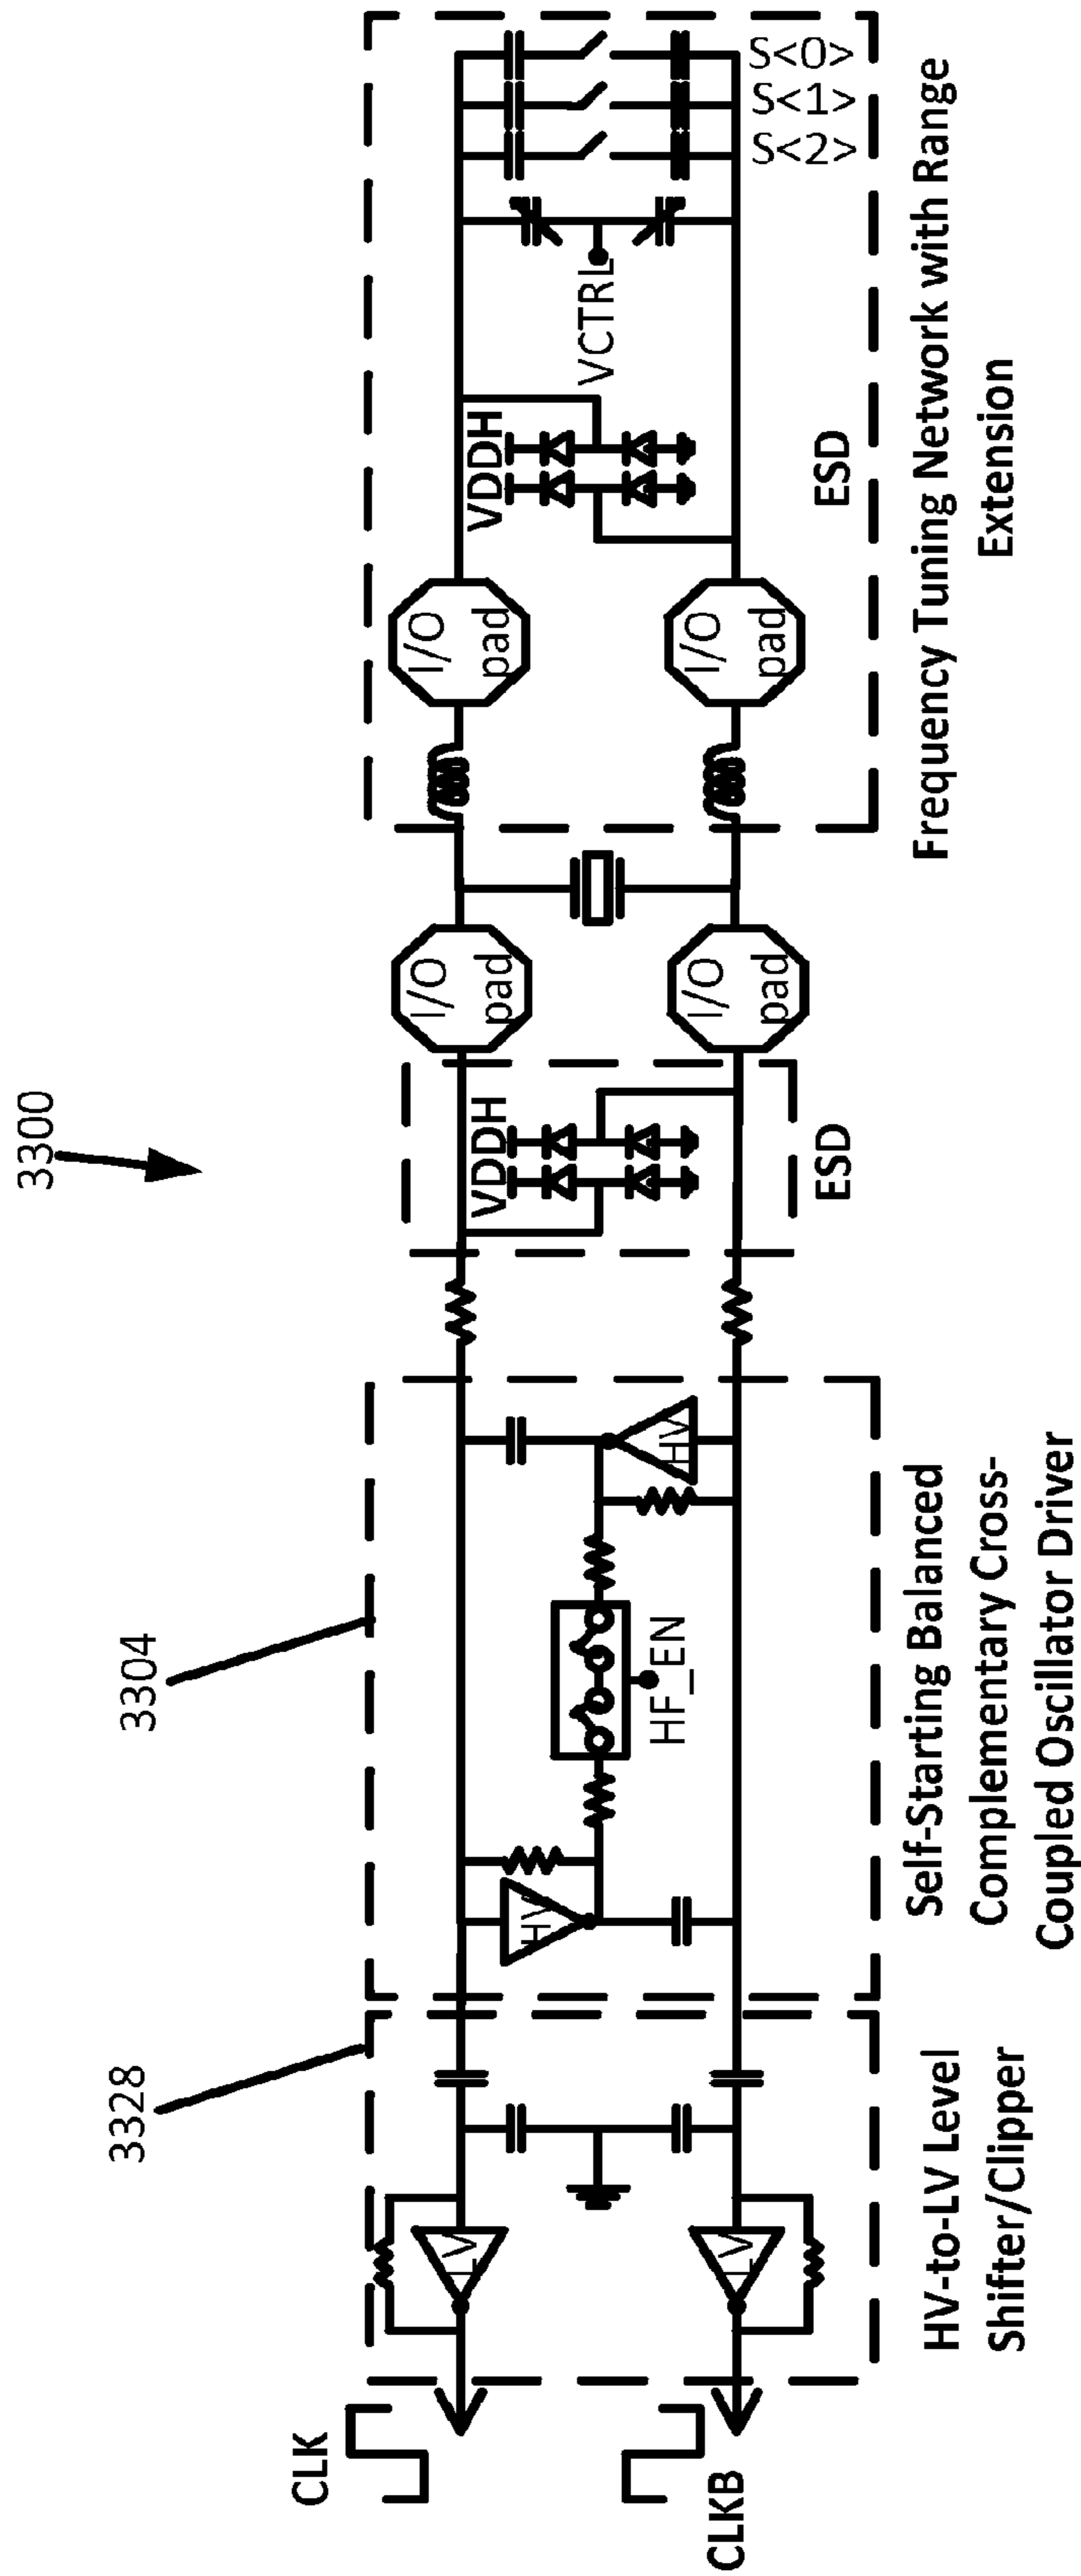 3300
3304
3328
CLK
CLKB
LV
LV
HV
HV
HF_EN
VDDH
ESD
I/O
pad
I/O
pad
I/O
pad
I/O
pad
VDDH
ESD
VCTRL
S<2>
S<1>
S<0>
HV-to-LV Level
Shifter/Clipper
Self-Starting Balanced
Complementary Cross-
Coupled Oscillator Driver
Frequency Tuning Network with Range
Extension